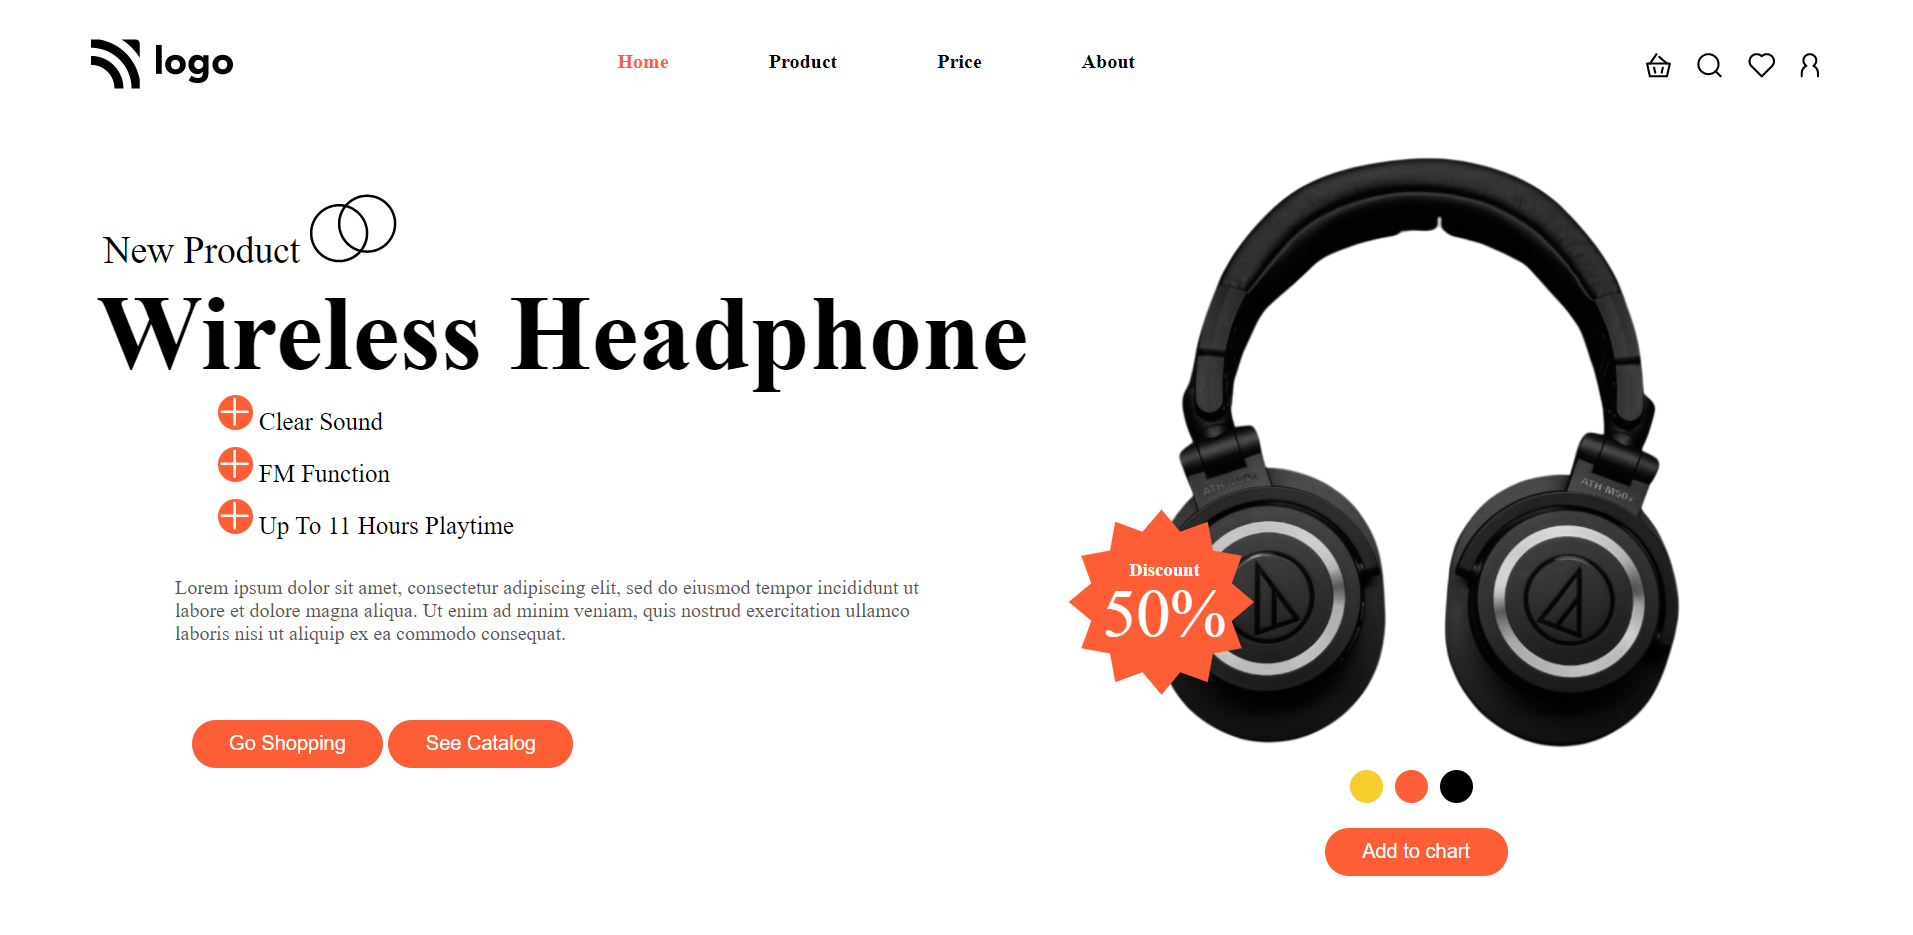 logo
Home Product Price About
New Product
Wireless Headphone
Clear Sound
FM Function
Up To 11 Hours Playtime
Lorem ipsum dolor sit amet, consectetur adipiscing elit, sed do eiusmod tempor incididunt ut
labore et dolore magna aliqua. Ut enim ad minim veniam, quis nostrud exercitation ullamco
laboris nisi ut aliquip ex ea commodo consequat.
Go Shopping See Catalog
ATH-M50x
ATH-M50x
Discount
50%
Add to chart